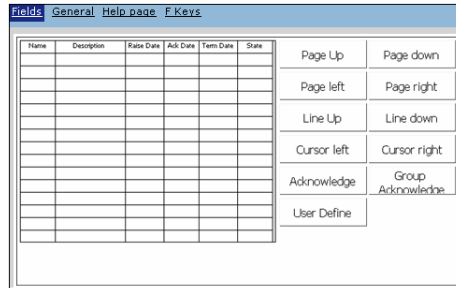 Fields General Help page F Keys
Name Description Raise Date Ack Date Term Date State
Page Up Page down
Page left Page right
Line Up Line down
Cursor left Cursor right
Acknowledge Group Acknowledge
User Define